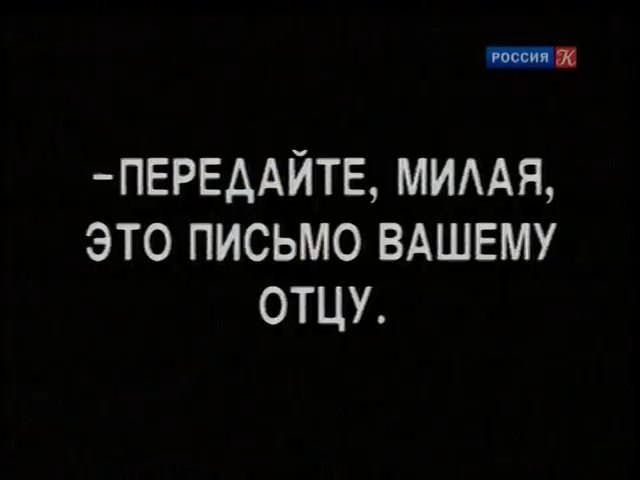 РОССИЯ К
–ПЕРЕДАЙТЕ, МИЛАЯ,
ЭТО ПИСЬМО ВАШЕМУ
ОТЦУ.